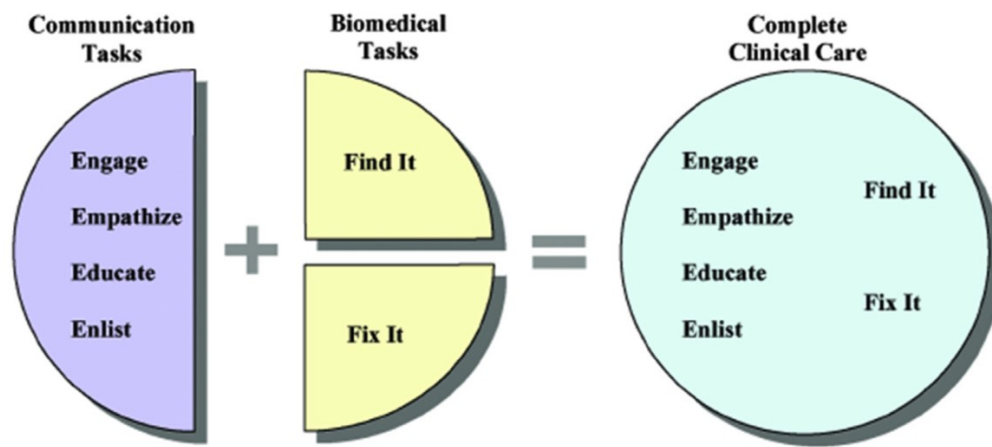 Communication
Tasks
Engage
Empathize
Educate
Enlist
+
Biomedical
Tasks
Find It
Fix It
=
Complete
Clinical Care
Engage
Empathize
Educate
Enlist
Find It
Fix It